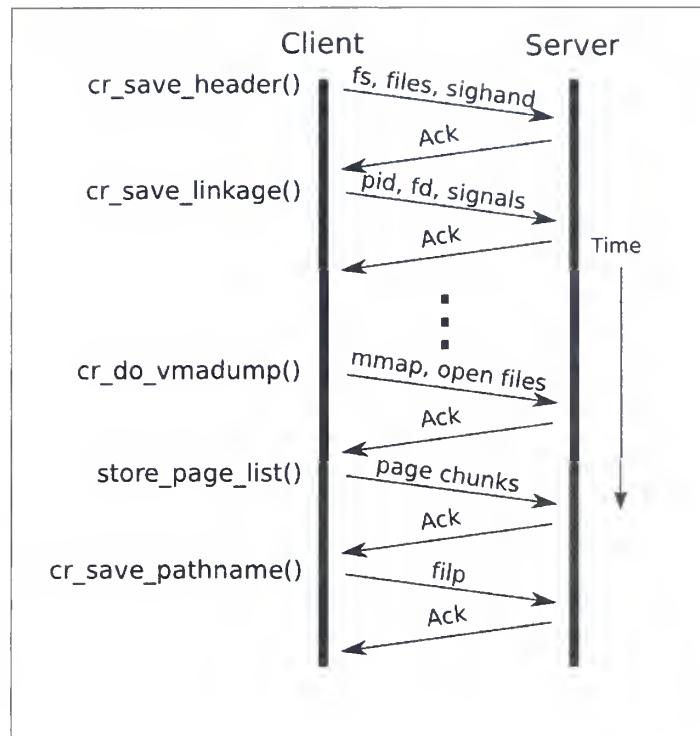 Client
Server
cr_save_header()
fs, files, sighand
Ack
cr_save_linkage()
pid, fd, signals
Ack
Time
cr_do_vmadump()
mmap, open files
Ack
store_page_list()
page chunks
Ack
cr_save_pathname()
filp
Ack